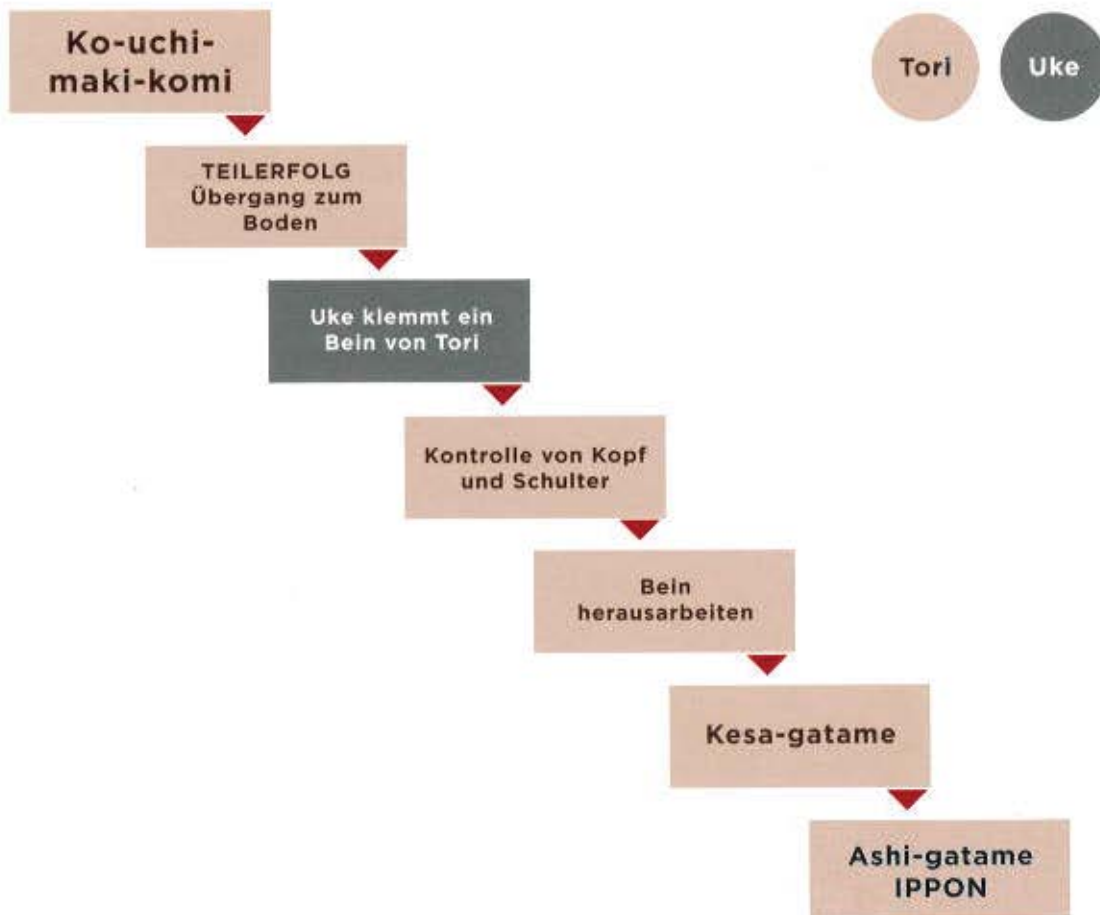 Ko-uchi-
maki-komi
Tori
Uke
TEILERFOLG
Übergang zum
Boden
Uke klemmt ein
Bein von Tori
Kontrolle von Kopf
und Schulter
Bein
herausarbeiten
Kesa-gatame
Ashi-gatame
IPPON